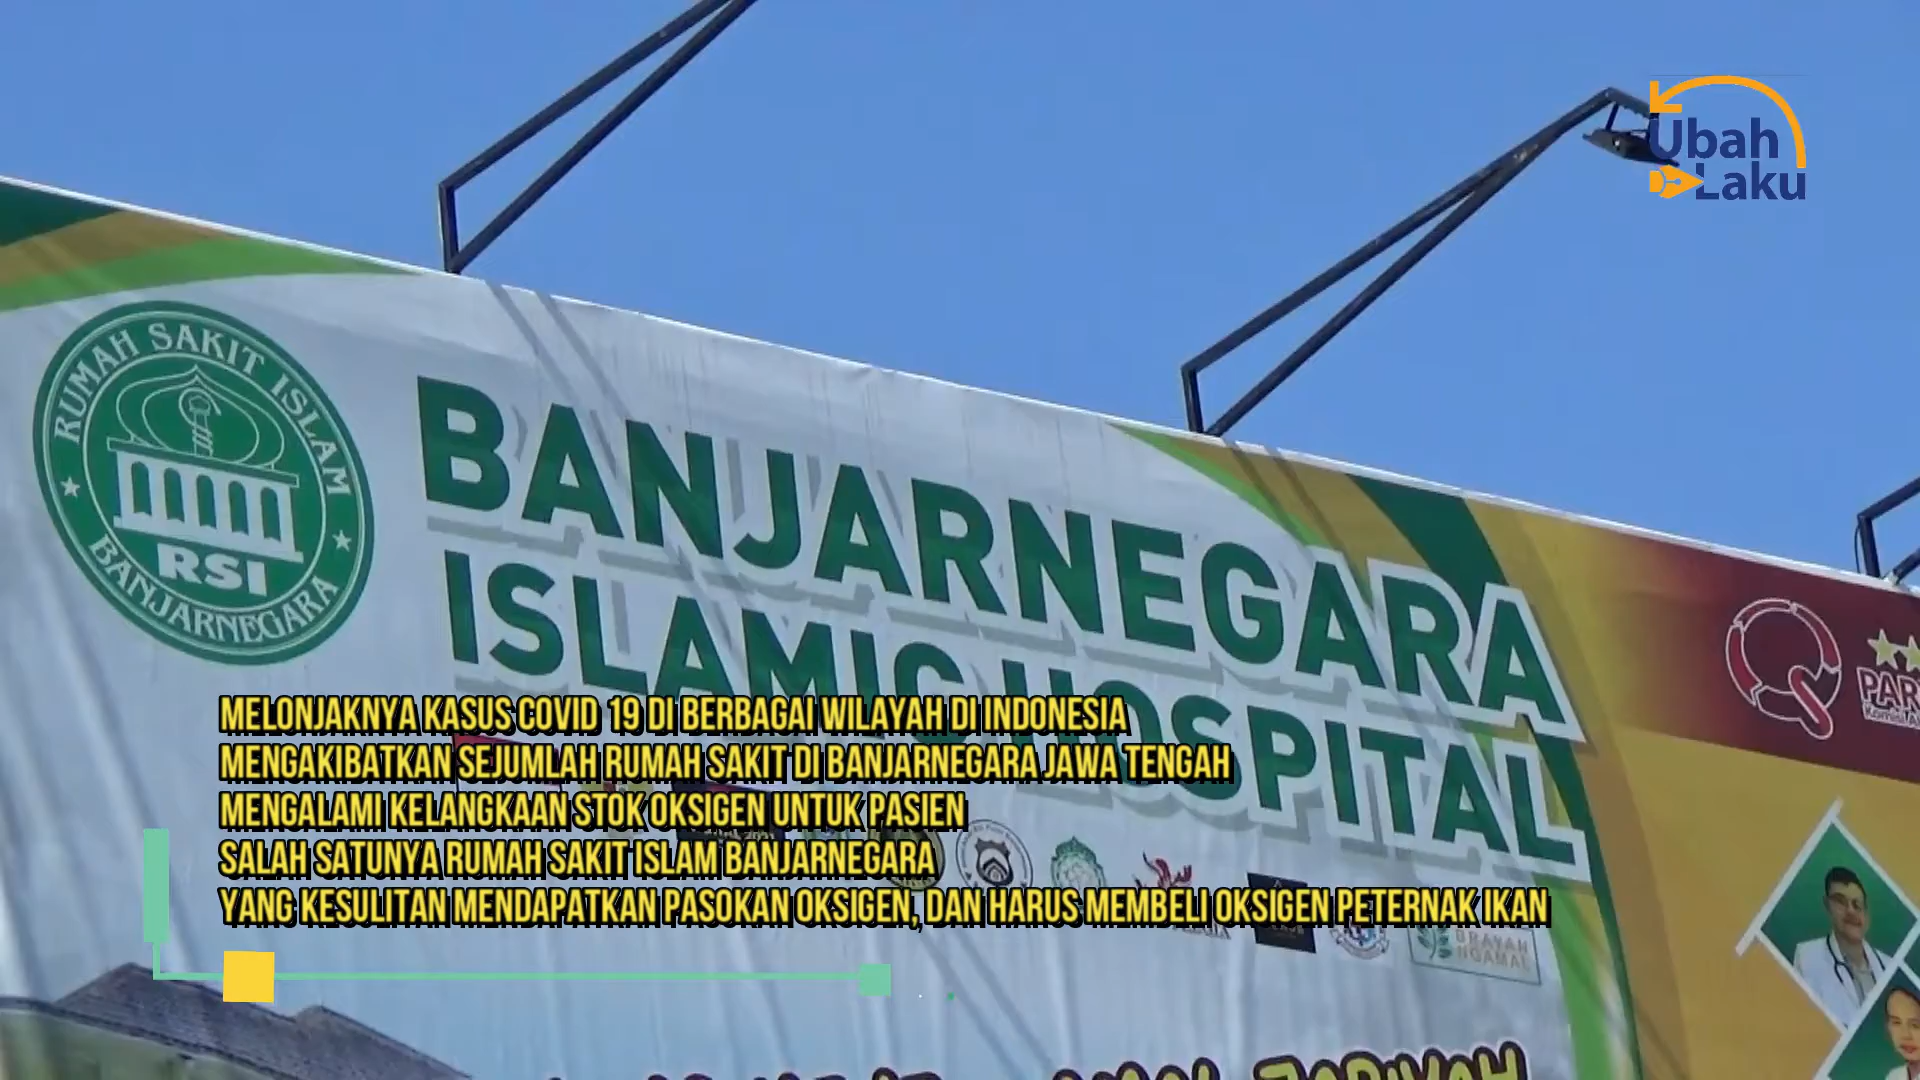 Ubah
Laku
RUMAH SAKIT ISLAM
RSI
BANJARNEGARA
BANJARNEGARA
ISLAMIC HOSPITAL
MELONJAKNYA KASUS COVID 19 DI BERBAGAI WILAYAH DI INDONESIA
MENGAKIBATKAN SEJUMLAH RUMAH SAKIT DI BANJARNEGARA JAWA TENGAH
MENGALAMI KELANGKAAN STOK OKSIGEN UNTUK PASIEN
SALAH SATUNYA RUMAH SAKIT ISLAM BANJARNEGARA
YANG KESULITAN MENDAPATKAN PASOKAN OKSIGEN, DAN HARUS MEMBELI OKSIGEN PETERNAK IKAN